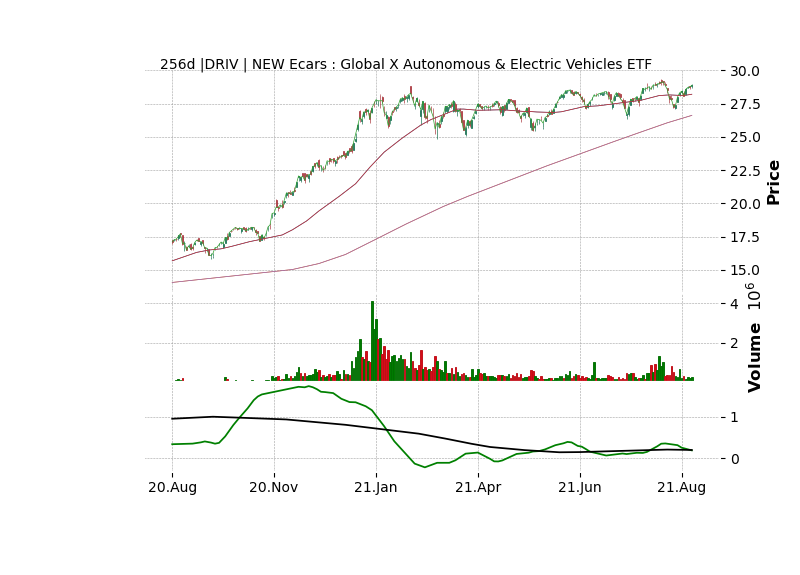 256d |DRIV | NEW Ecars : Global X Autonomous & Electric Vehicles ETF
30.0
27.5
25.0
22.5
20.0
17.5
15.0
Price
4
2
Volume 10^6
1
0
20.Aug 20.Nov 21.Jan 21.Apr 21.Jun 21.Aug